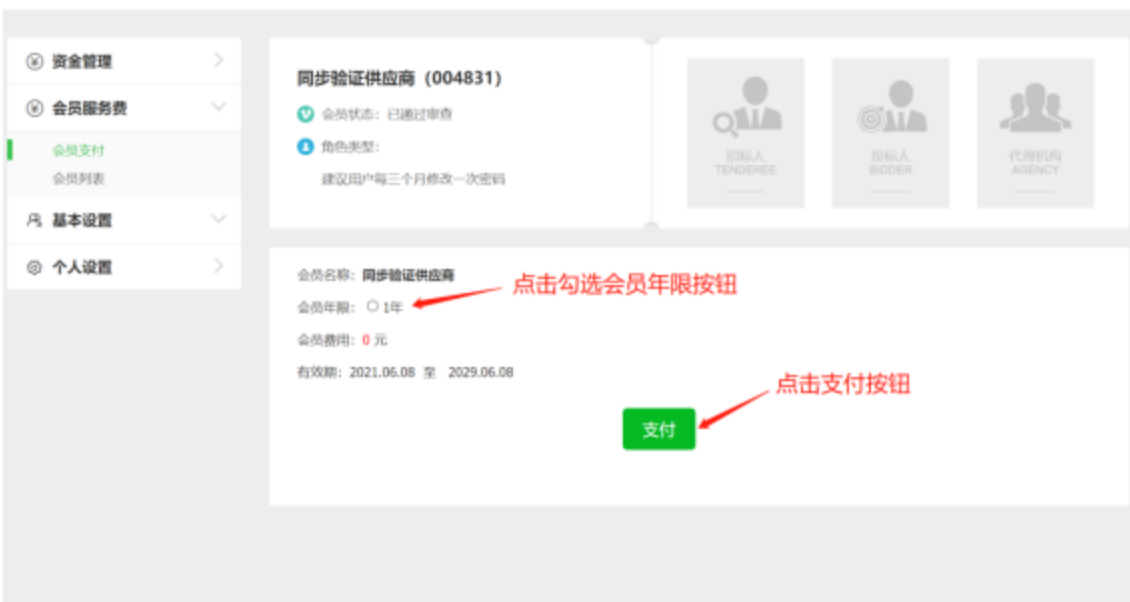 资金管理
会员服务费
会员支付
会员列表
基本设置
个人设置
同步验证供应商（004831）
会员状态：已通过审查
角色类型：
建议用户每三个月修改一次密码
招标人
TENDEREE
投标人
BIDDER
代理机构
AGENCY
会员名称：同步验证供应商
点击勾选会员年限按钮
会员年限：1年
会员费用：0 元
有效期：2021.06.08 至 2029.06.08
点击支付按钮
支付